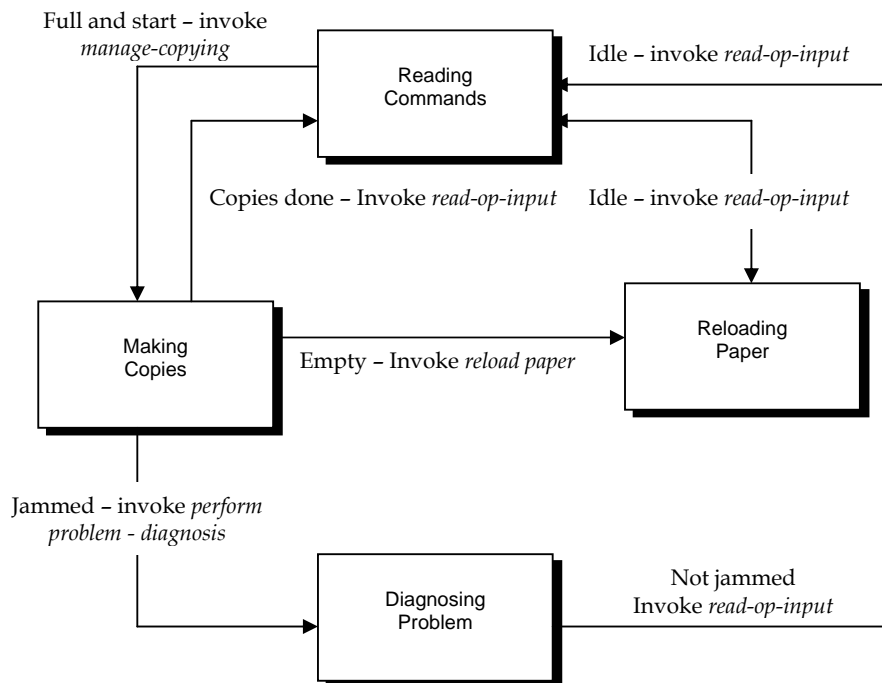 Full and start – invoke
manage-copying
Reading
Commands
Idle – invoke read-op-input
Copies done – Invoke read-op-input
Idle – invoke read-op-input
Making
Copies
Empty – Invoke reload paper
Reloading
Paper
Jammed – invoke perform
problem - diagnosis
Diagnosing
Problem
Not jammed
Invoke read-op-input